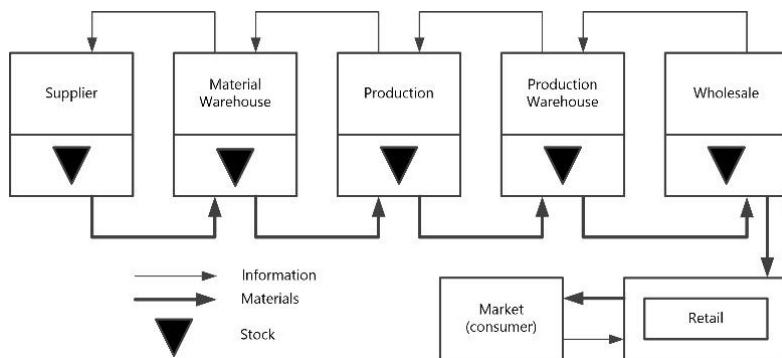 Supplier
Material
Warehouse
Production
Production
Warehouse
Wholesale
Information
Materials
Stock
Market
(consumer)
Retail